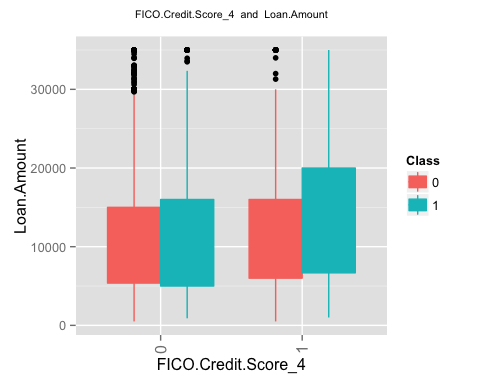 FICO.Credit.Score_4 and Loan.Amount
Loan.Amount
30000
20000
10000
0
0
1
FICO.Credit.Score_4
Class
0
1